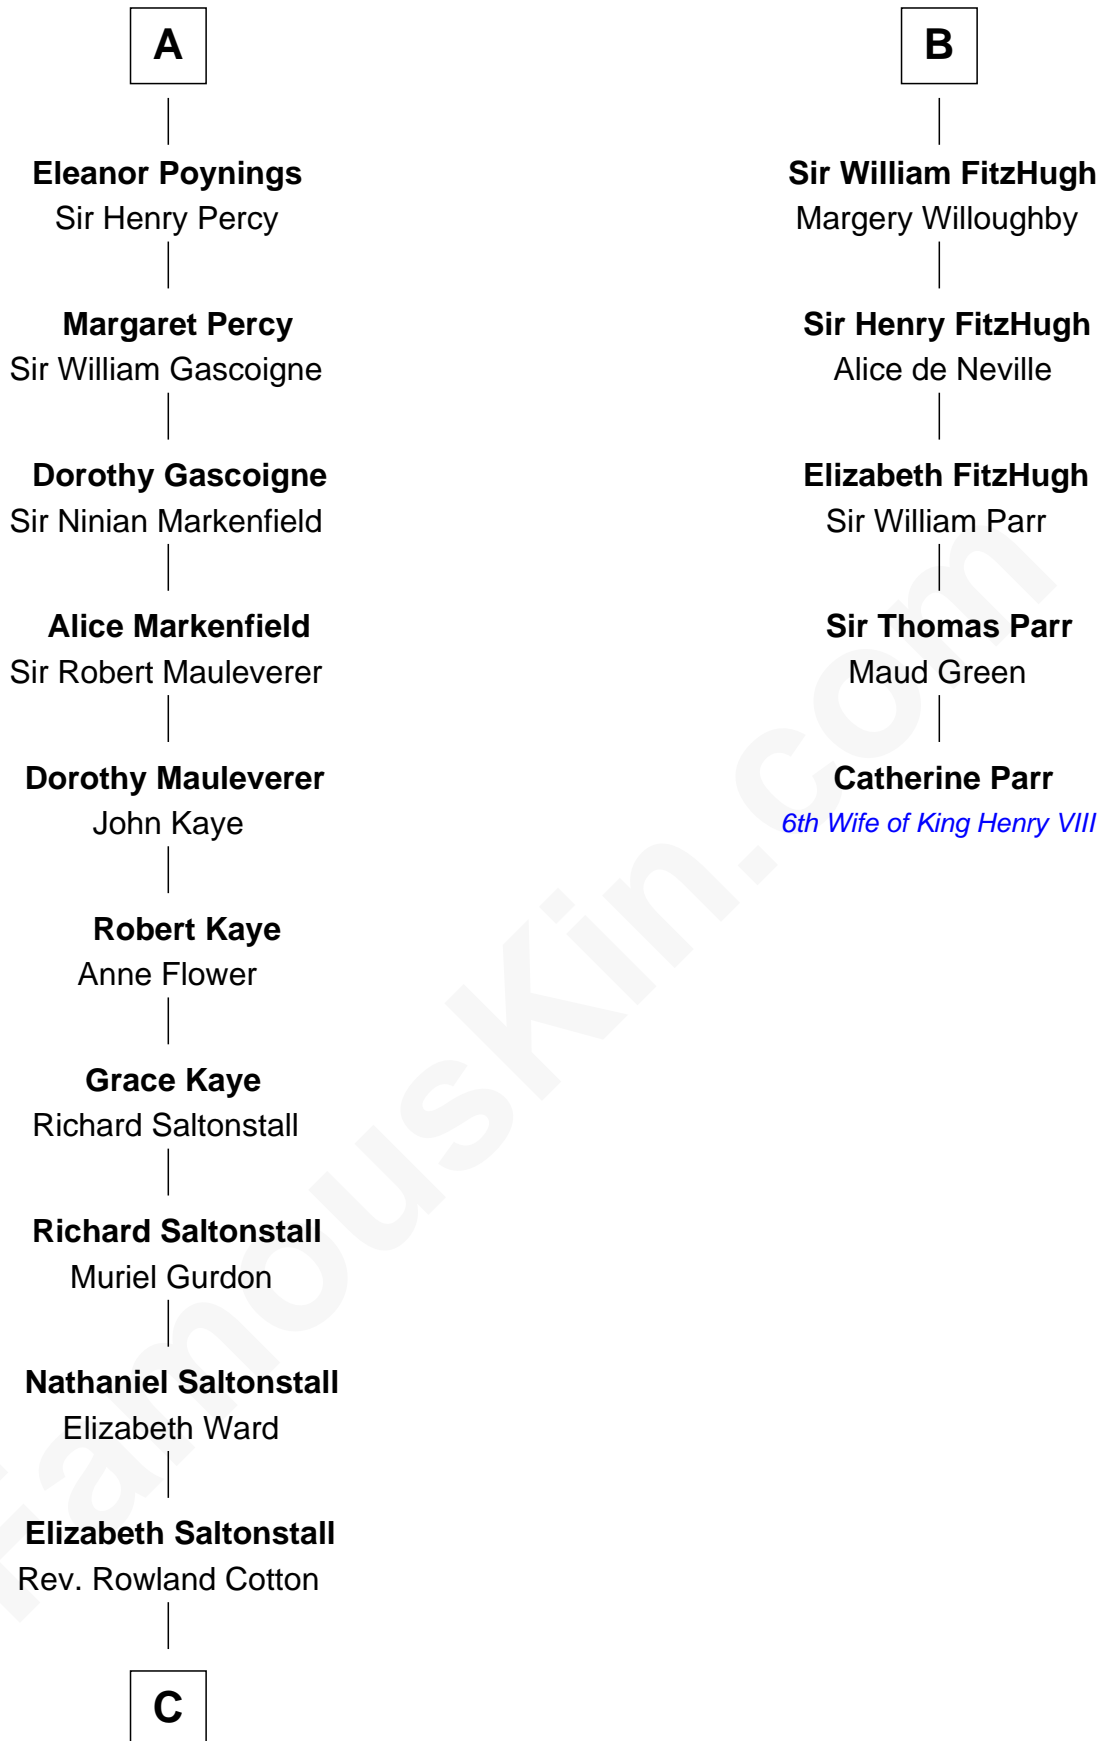 A
Eleanor Poynings
Sir Henry Percy
Margaret Percy
Sir William Gascoigne
Dorothy Gascoigne
Sir Ninian Markenfield
Alice Markenfield
Sir Robert Mauleverer
Dorothy Mauleverer
John Kaye
Robert Kaye
Anne Flower
Grace Kaye
Richard Saltonstall
Richard Saltonstall
Muriel Gurdon
Nathaniel Saltonstall
Elizabeth Ward
Elizabeth Saltonstall
Rev. Rowland Cotton
C
B
Sir William FitzHugh
Margery Willoughby
Sir Henry FitzHugh
Alice de Neville
Elizabeth FitzHugh
Sir William Parr
Sir Thomas Parr
Maud Green
Catherine Parr
6th Wife of King Henry VIII
FamousKin.com